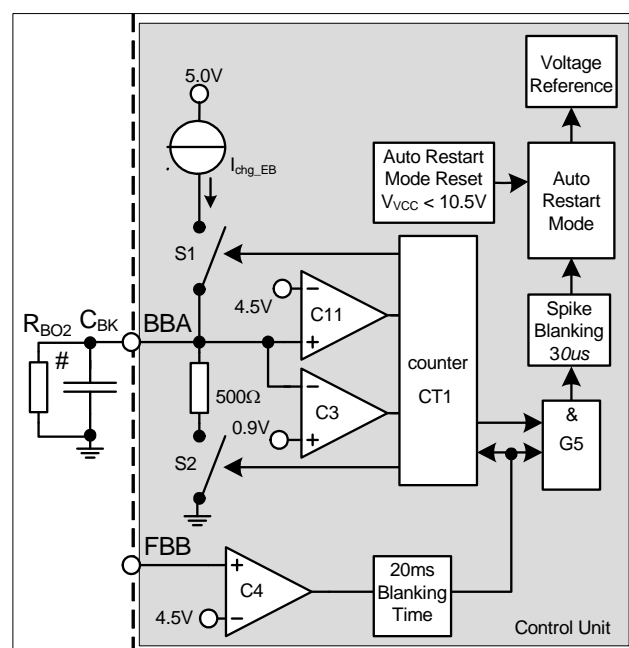 Voltage
Reference
5.0V
I_chg_EB
Auto Restart
Mode Reset
V_VCC < 10.5V
Auto
Restart
Mode
S1
4.5V
C11
R_BO2
C_BK
BBA
#
500Ω
counter
CT1
Spike
Blanking
30us
C3
0.9V
&
G5
S2
FBB
C4
20ms
Blanking
Time
4.5V
Control Unit